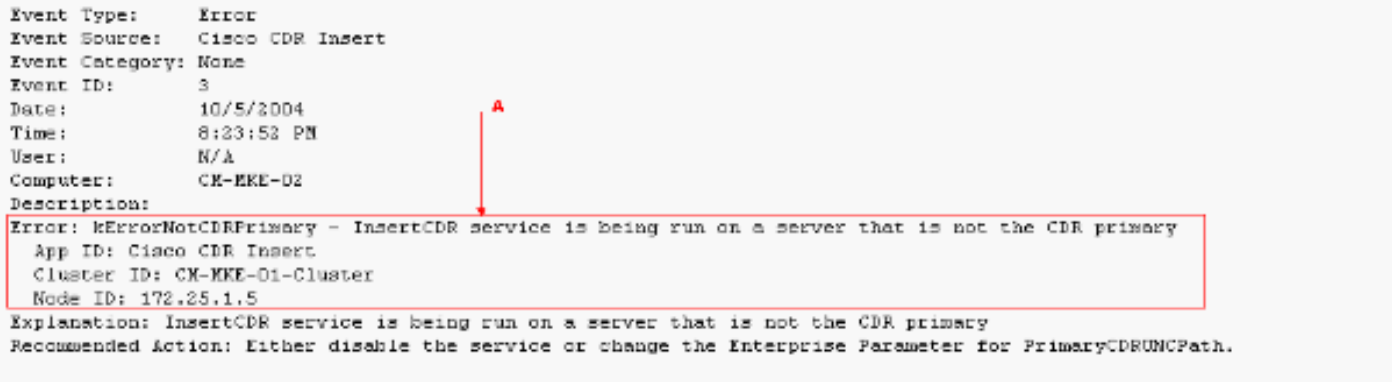 Event Type: Error
Event Source: Cisco CDR Insert
Event Category: None
Event ID: 3
Date: 10/5/2004
Time: 8:23:52 PM
User: N/A
Computer: CM-MKE-02
Description:
Error: kErrorNotCDRPrimary - InsertCDR service is being run on a server that is not the CDR primary
App ID: Cisco CDR Insert
Cluster ID: CM-MKE-01-Cluster
Node ID: 172.25.1.5
Explanation: InsertCDR service is being run on a server that is not the CDR primary
Recommended Action: Either disable the service or change the Enterprise Parameter for PrimaryCDRUNCPath.
A